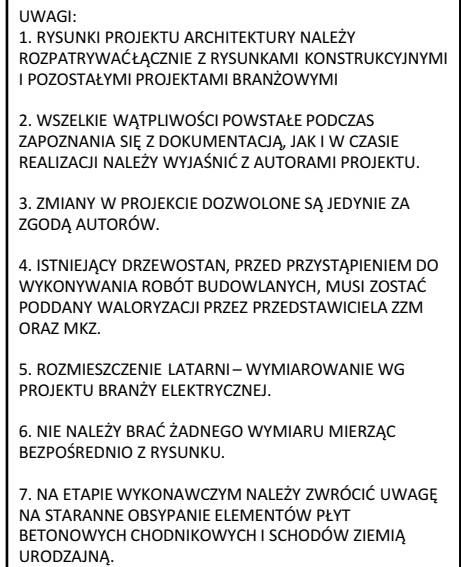 UWAGI:
1. RYSUNKI PROJEKTU ARCHITEKTURY NALEŻY
ROZPATRYWAĆŁĄCZNIE Z RYSUNKAMI KONSTRUKCYJNYMI
I POZOSTAŁYMI PROJEKTAMI BRANŻOWYMI
2. WSZELKIE WĄTPLIWOŚCI POWSTAŁE PODCZAS
ZAPOZNANIA SIĘ Z DOKUMENTACJĄ, JAK I W CZASIE
REALIZACJI NALEŻY WYJAŚNIĆ Z AUTORAMI PROJEKTU.
3. ZMIANY W PROJEKCIE DOZWOLONE SĄ JEDYNIE ZA
ZGODĄ AUTORÓW.
4. ISTNIEJĄCY DRZEWOSTAN, PRZED PRZYSTĄPIENIEM DO
WYKONYWANIA ROBÓT BUDOWLANYCH, MUSI ZOSTAĆ
PODDANY WALORYZACJI PRZEZ PRZEDSTAWICIELA ZZM
ORAZ MKZ.
5. ROZMIESZCZENIE LATARNI – WYMIAROWANIE WG
PROJEKTU BRANŻY ELEKTRYCZNEJ.
6. NIE NALEŻY BRAĆ ŻADNEGO WYMIARU MIERZĄC
BEZPOŚREDNIO Z RYSUNKU.
7. NA ETAPIE WYKONAWCZYM NALEŻY ZWRÓCIĆ UWAGĘ
NA STARANNE OBSYPANIE ELEMENTÓW PŁYT
BETONOWYCH CHODNIKOWYCH I SCHODÓW ZIEMIĄ
URODZAJNĄ.